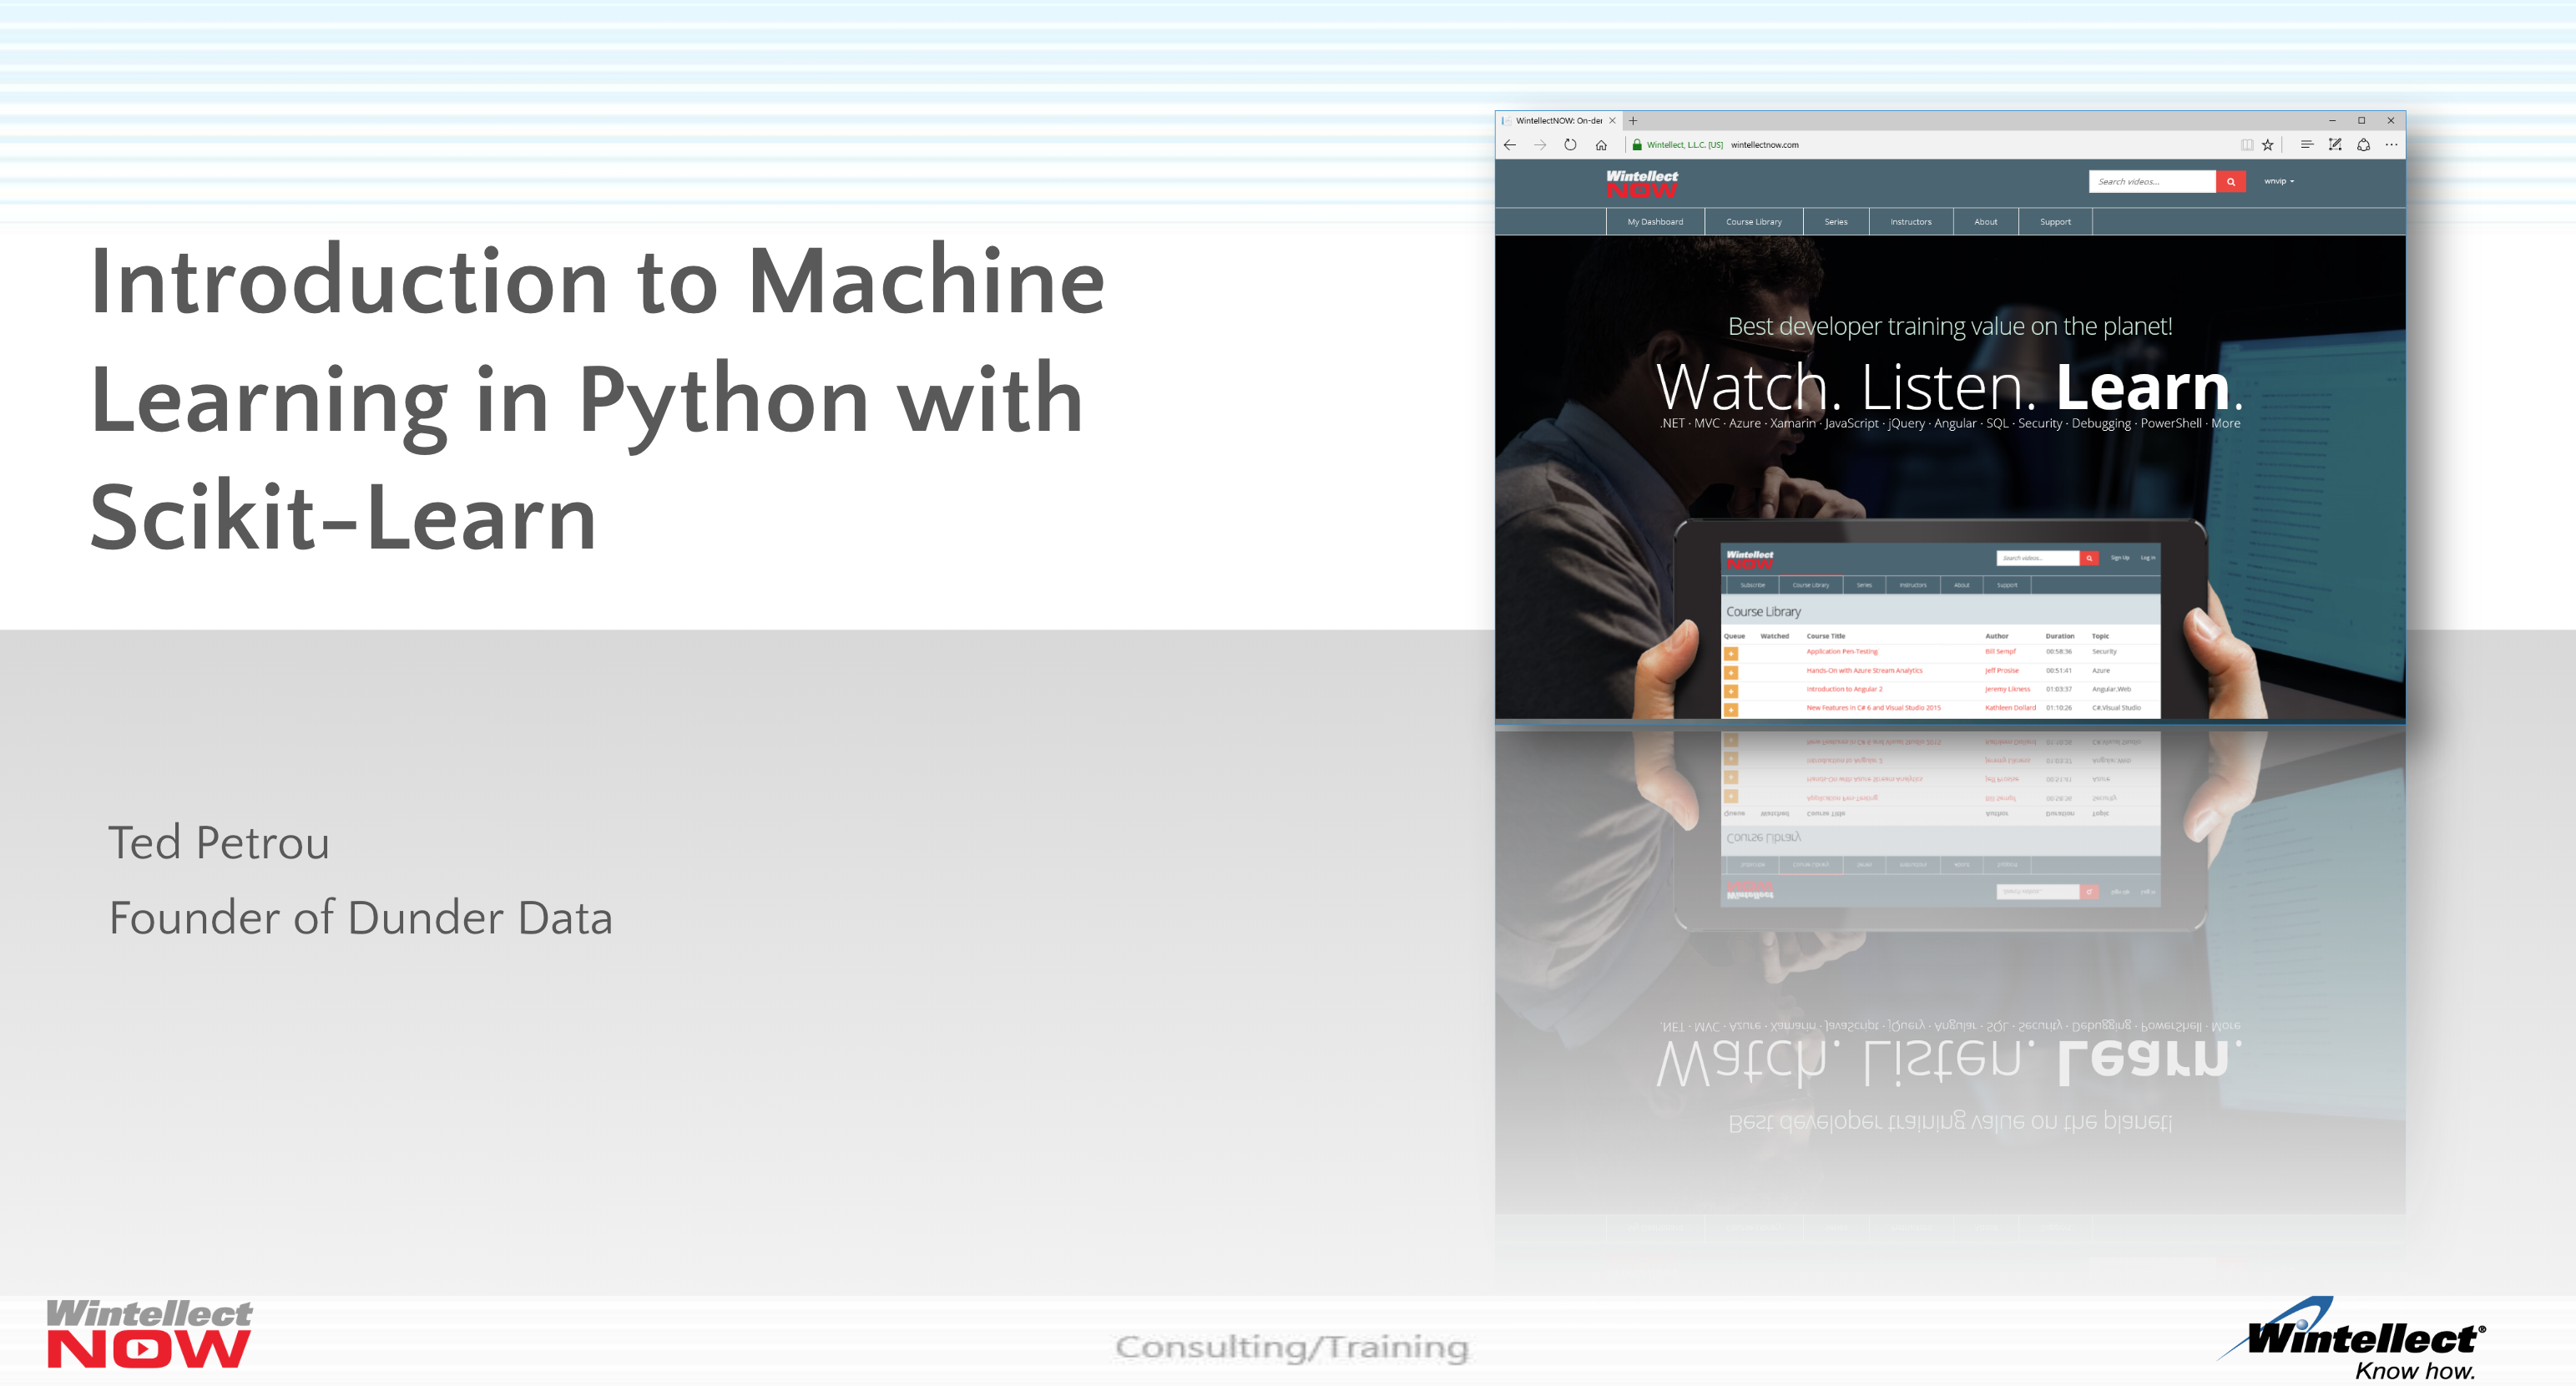 Introduction to Machine
Learning in Python with
Scikit-Learn
Ted Petrou
Founder of Dunder Data
WintellectNOW: On-der
Wintellect, LLC. [US] wintellectnow.com
Wintellect
NOW
Search videos...
wnvip
My Dashboard Course Library Series Instructors About Support
Best developer training value on the planet!
Watch. Listen. Learn.
.NET · MVC · Azure · Xamarin · JavaScript · jQuery · Angular · SQL · Security · Debugging · PowerShell · More
Wintellect
NOW
Search videos... Sign Up Log In
Subscribe Course Library Series Instructors About Support
Course Library
Queue Watched Course Title Author Duration Topic
Application Pen-Testing Bill Sempf 00:58:36 Security
Hands-On with Azure Stream Analytics Jeff Prosise 00:51:41 Azure
Introduction to Angular 2 Jeremy Likness 01:03:37 Angular,Web
New Features in C# 6 and Visual Studio 2015 Kathleen Dollard 01:10:26 C#,Visual Studio
Wintellect
NOW
Consulting/Training
Wintellect®
Know how.